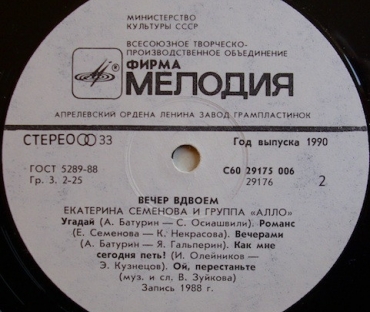 МИНИСТЕРСТВО
КУЛЬТУРЫ СССР
ВСЕСОЮЗНОЕ ТВОРЧЕСКО-
ПРОИЗВОДСТВЕННОЕ ОБЪЕДИНЕНИЕ
ФИРМА
МЕЛОДИЯ
АПРЕЛЕВСКИЙ ОРДЕНА ЛЕНИНА ЗАВОД ГРАМПЛАСТИНОК
СТЕРЕО 33 Год выпуска 1990
ГОСТ 5289-88 С60 29175 006
Гр. 3. 2-25 29176 2
ВЕЧЕР ВДВОЕМ
ЕКАТЕРИНА СЕМЕНОВА И ГРУППА «АЛЛО»
Угадай (А. Батурин — С. Осиашвили). Романс
(Е. Семенова — К. Некрасова). Вечерами
(А. Батурин — Я. Гальперин). Как мне
сегодня петь! (И. Олейников —
Э. Кузнецов). Ой, перестаньте
(муз. и сл. В. Зуйкова)
Запись 1988 г.